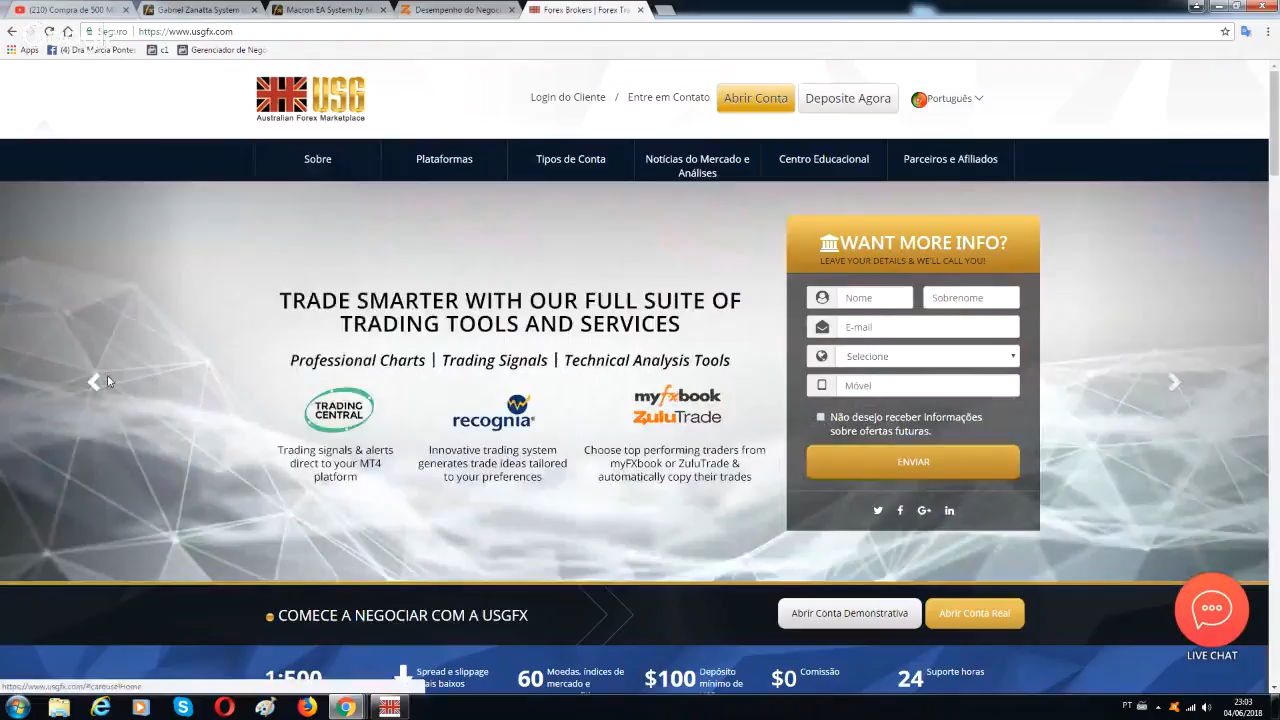 (210) Compra de 500 M
Gabriel Zanatta System
Macron EA System by
Desempenho do Negoc
Forex Brokers | Forex Tra
Seguro
https://www.usgfx.com
Apps
(4) Dra Marcia Pontes
c1
Gerenciador de Nego
USG
Australian Forex Marketplace
Login do Cliente / Entre em Contato
Abrir Conta
Deposite Agora
Português
Sobre
Plataformas
Tipos de Conta
Notícias do Mercado e
Análises
Centro Educacional
Parceiros e Afiliados
TRADE SMARTER WITH OUR FULL SUITE OF
TRADING TOOLS AND SERVICES
Professional Charts | Trading Signals | Technical Analysis Tools
TRADING
CENTRAL
Trading signals & alerts
direct to your MT4
platform
recognia
Innovative trading system
generates trade ideas tailored
to your preferences
myfxbook
ZuluTrade
Choose top performing traders from
myFXbook or ZuluTrade &
automatically copy their trades
WANT MORE INFO?
LEAVE YOUR DETAILS & WE'LL CALL YOU!
Nome
Sobrenome
E-mail
Selecione
Móvel
Não desejo receber informações
sobre ofertas futuras.
ENVIAR
COMECE A NEGOCIAR COM A USGFX
Abrir Conta Demonstrativa
Abrir Conta Real
LIVE CHAT
1:500
Spread e slippage
mais baixos
60
Moedas, índices de
mercado e
$100
Depósito
mínimo de
$0
Comissão
24
Suporte horas
https://www.usgfx.com/#carouselHome
PT
23:03
04/06/2018